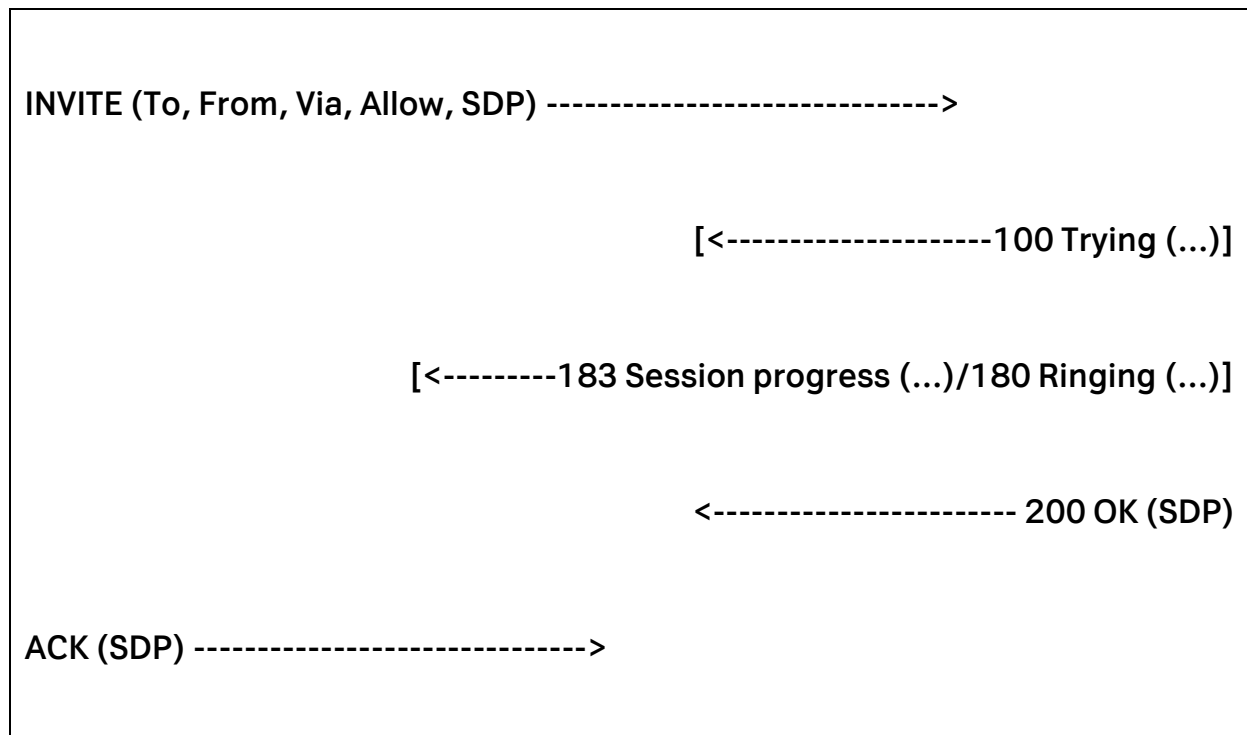 INVITE (To, From, Via, Allow, SDP) ------------------------------->
[<---------------------100 Trying (...)]
[<---------183 Session progress (...)/180 Ringing (...)]
<------------------------ 200 OK (SDP)
ACK (SDP) ------------------------------->